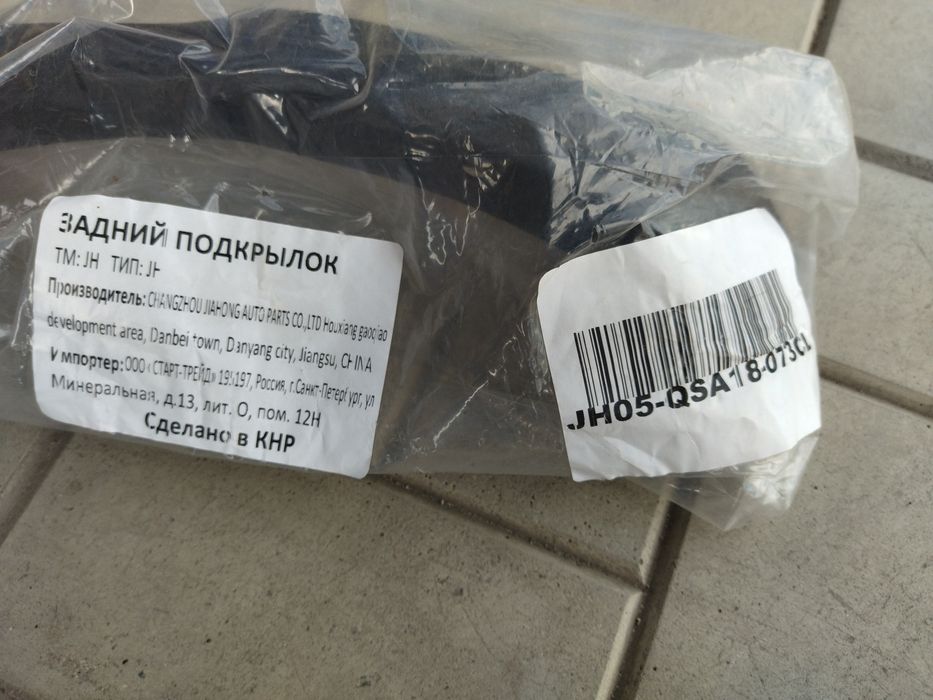 ЗАДНИЙ ПОДКРЫЛОК
ТМ: JH ТИП: JH
Производитель: CHANGZHOU JIAHONG AUTO PARTS CO.,LTD Houxiang gaoqiao
development area, Danbei town, Danyang city, Jiangsu, CHINA
Импортер: ООО «СТАРТ-ТРЕЙД» 195197, Россия, г.Санкт-Петербург, ул
Минеральная, д.13, лит. О, пом. 12Н
Сделано в КНР
JH05-QSA18-073CL